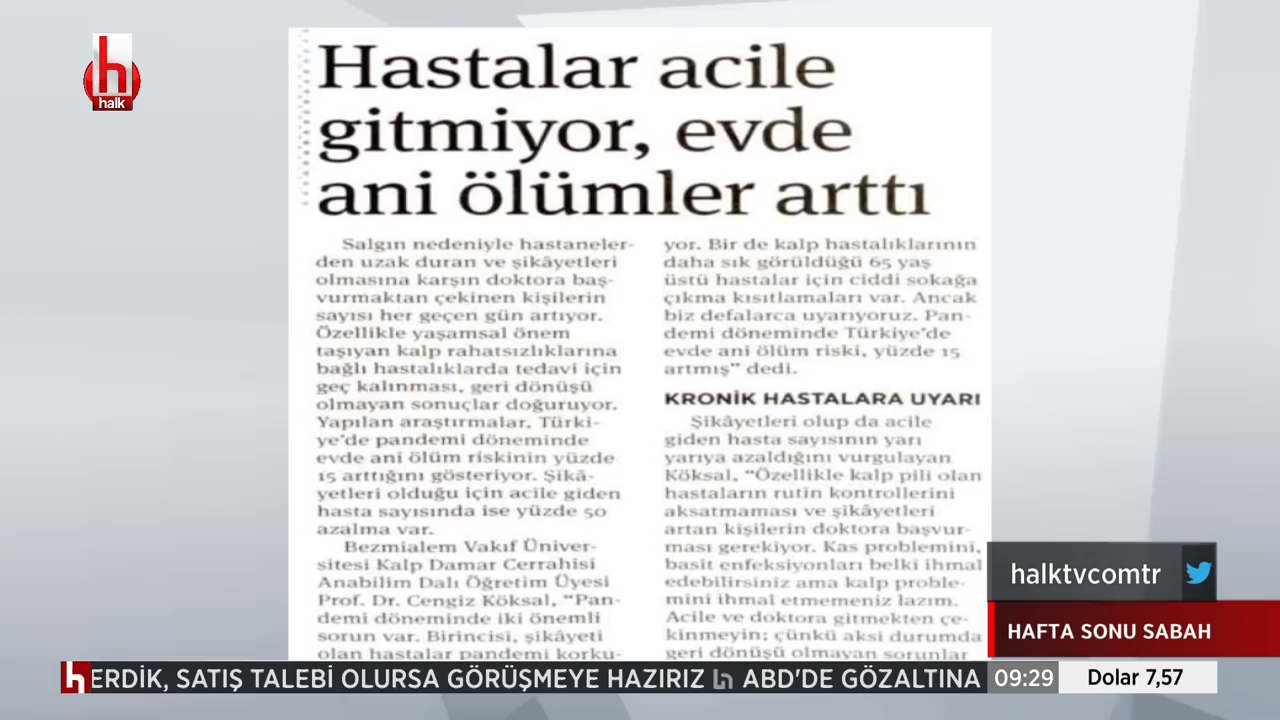 h
halk
Hastalar acile
gitmiyor, evde
ani ölümler arttı
Salgın nedeniyle hastaneler-
den uzak duran ve şikâyetleri
olmasına karşın doktora baş-
vurmaktan çekinen kişilerin
sayısı her geçen gün artıyor.
Özellikle yaşamsal önem
taşıyan kalp rahatsızlıklarına
bağlı hastalıklarda tedavi için
geç kalınması, geri dönüşü
olmayan sonuçlar doğuruyor.
Yapılan araştırmalar, Türki-
ye'de pandemi döneminde
evde ani ölüm riskinin yüzde
15 arttığını gösteriyor. Şikâ-
yetleri olduğu için acile giden
hasta sayısında ise yüzde 50
azalma var.
Bezmialem Vakıf Üniver-
sitesi Kalp Damar Cerrahisi
Anabilim Dalı Öğretim Üyesi
Prof. Dr. Cengiz Köksal, “Pan-
demi döneminde iki önemli
sorun var. Birincisi, şikâyeti
olan hastalar pandemi korku-
yor. Bir de kalp hastalıklarının
daha sık görüldüğü 65 yaş
üstü hastalar için ciddi sokağa
çıkma kısıtlamaları var. Ancak
biz defalarca uyarıyoruz. Pan-
demi döneminde Türkiye'de
evde ani ölüm riski, yüzde 15
artmış” dedi.
KRONİK HASTALARA UYARI
Şikâyetleri olup da acile
giden hasta sayısının yarı
yarıya azaldığını vurgulayan
Köksal, “Özellikle kalp pili olan
hastaların rutin kontrollerini
aksatmaması ve şikâyetleri
artan kişilerin doktora başvur-
ması gerekiyor. Kas problemini,
basit enfeksiyonları belki ihmal
edebilirsiniz ama kalp proble-
mini ihmal etmemeniz lazım.
Acile ve doktora gitmekten çe-
kinmeyin; çünkü aksi durumda
geri dönüşü olmayan sorunlar
halktvcomtr
HAFTA SONU SABAH
ERDİK, SATIŞ TALEBİ OLURSA GÖRÜŞMEYE HAZIRIZ h ABD'DE GÖZALTINA
09:29
Dolar 7,57